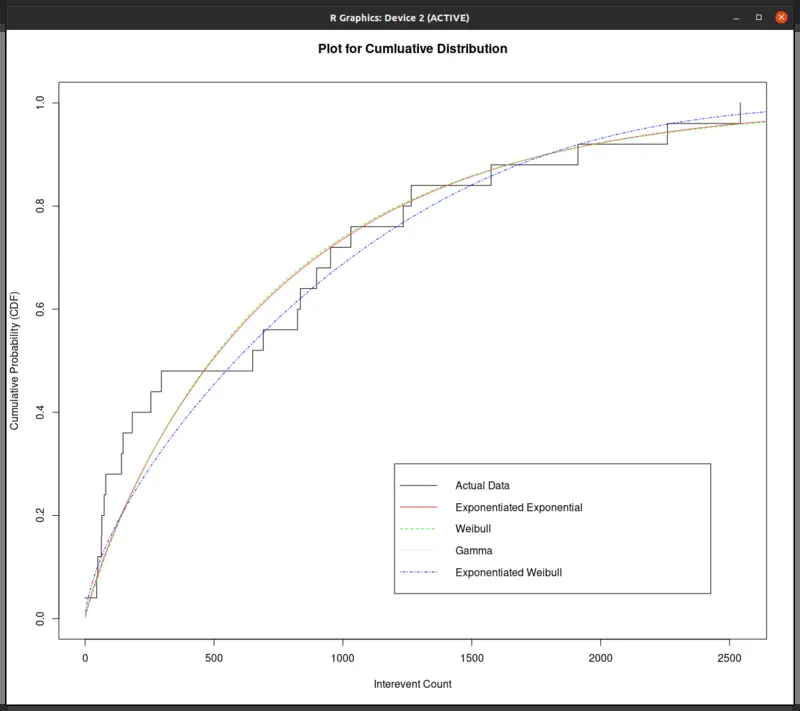 R Graphics: Device 2 (ACTIVE)
Plot for Cumluative Distribution
Cumulative Probability (CDF)
1.0
0.8
0.6
0.4
0.2
0.0
Actual Data
Exponentiated Exponential
Weibull
Gamma
Exponentiated Weibull
0 500 1000 1500 2000 2500
Interevent Count